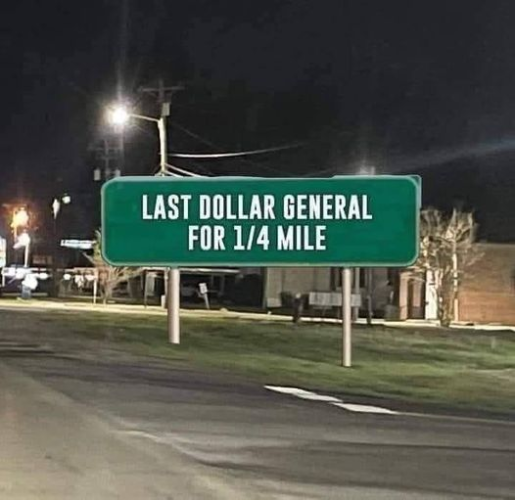 LAST DOLLAR GENERAL
FOR 1/4 MILE